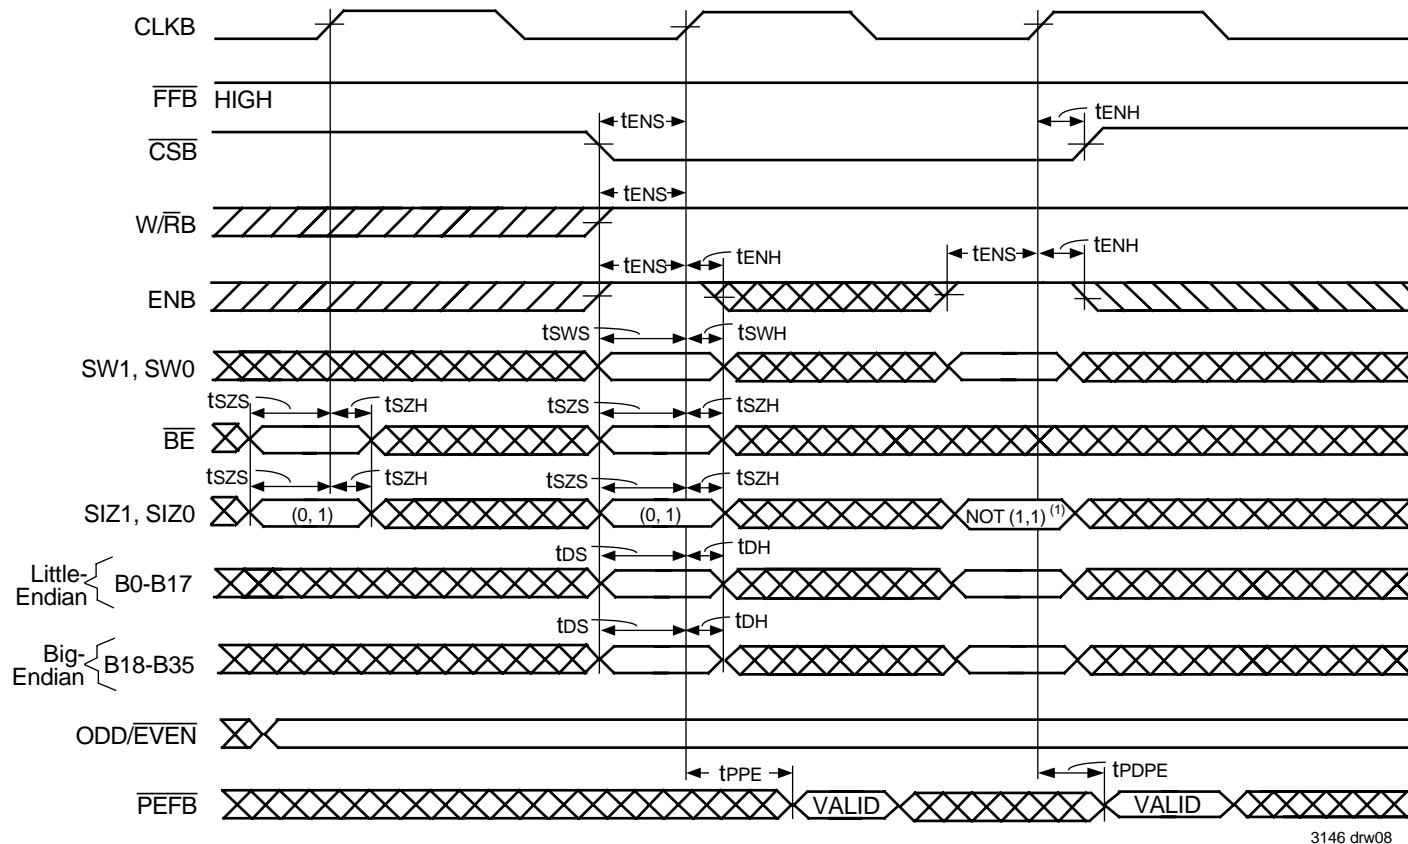 CLKB
FFB HIGH
tENS tENH
CSB
tENS
W/RB
tENS tENH tENS tENH
ENB
tSWS tSWH
SW1, SW0
tSZS tSZH tSZS tSZH
BE
tSZS tSZH tSZS tSZH
SIZ1, SIZ0 (0, 1) (0, 1) NOT (1,1) (1)
tDS tDH
Little-Endian B0-B17
tDS tDH
Big-Endian B18-B35
ODD/EVEN
tPPE tPDPE
PEFB VALID VALID
3146 drw08